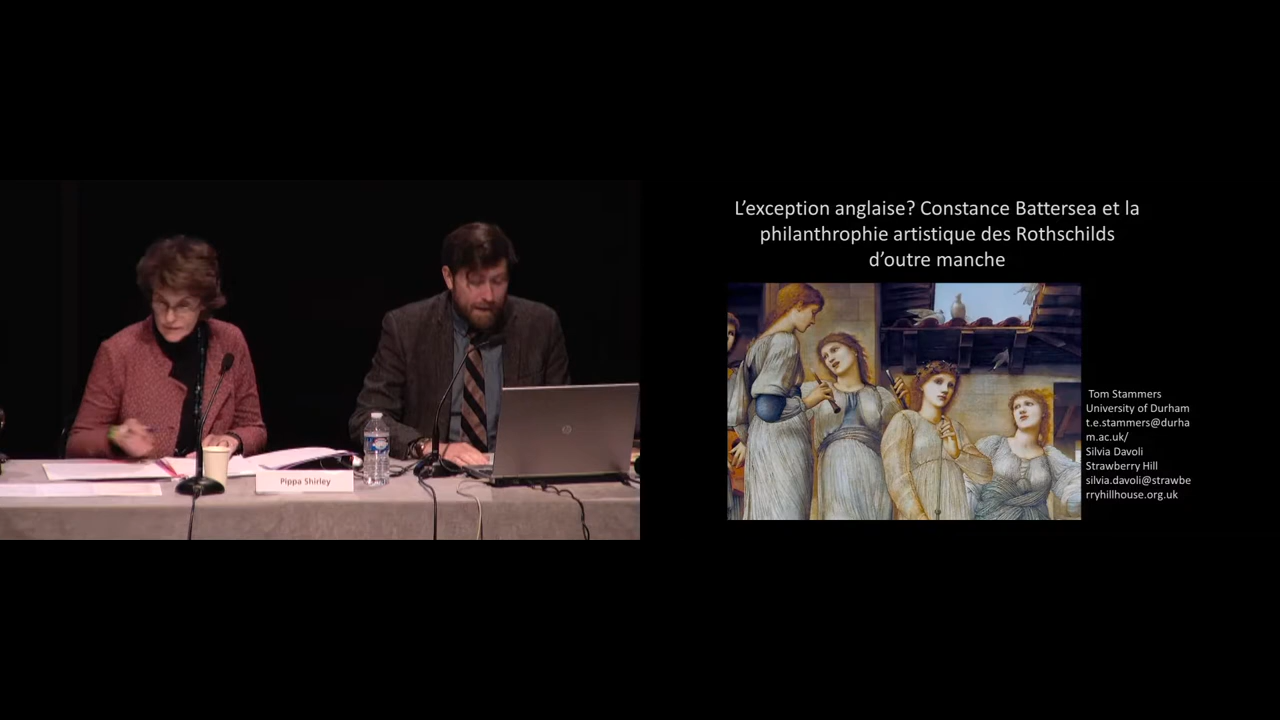 Pippa Shirley
L'exception anglaise? Constance Battersea et la
philanthrophie artistique des Rothschilds
d'outre manche
Tom Stammers
University of Durham
t.e.stammers@durha
m.ac.uk/
Silvia Davoli
Strawberry Hill
silvia.davoli@strawbe
rryhillhouse.org.uk